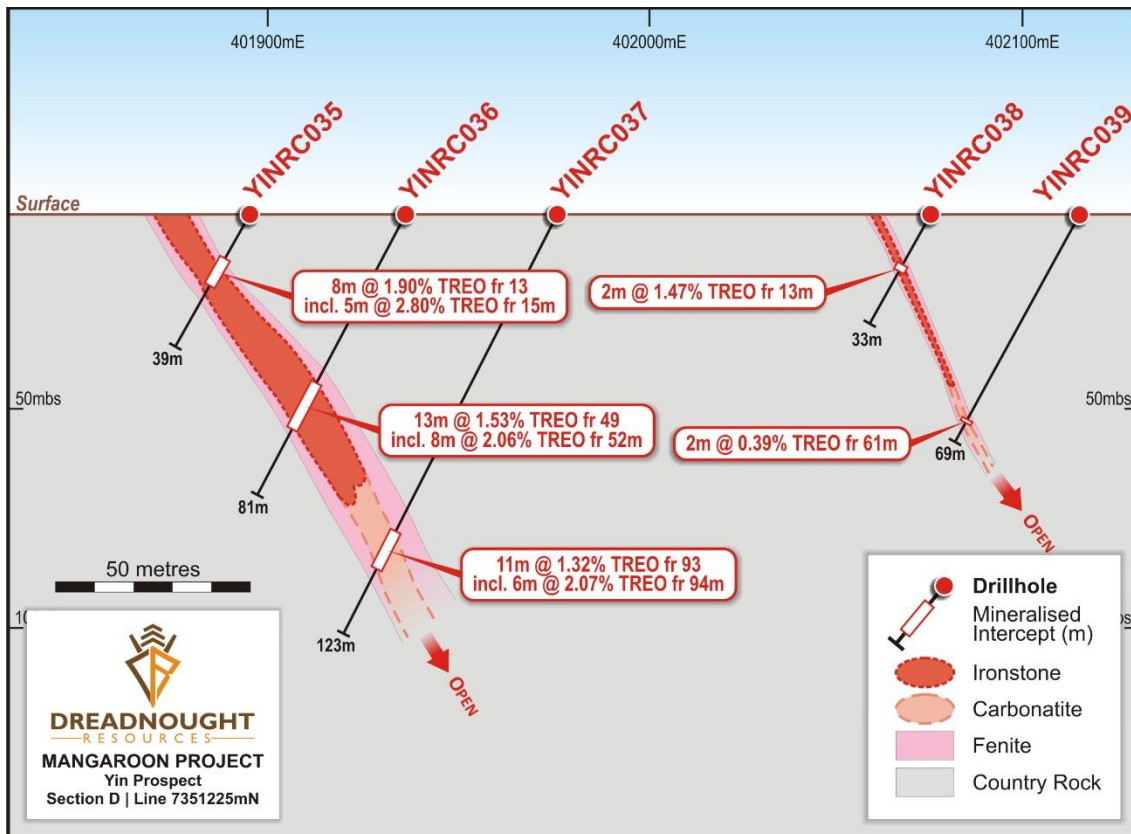 401900mE
402000mE
402100mE
YINRC035
YINRC036
YINRC037
YINRC038
YINRC039
Surface
8m @ 1.90% TREO fr 13
incl. 5m @ 2.80% TREO fr 15m
2m @ 1.47% TREO fr 13m
39m
33m
50mbs
50mbs
13m @ 1.53% TREO fr 49
incl. 8m @ 2.06% TREO fr 52m
2m @ 0.39% TREO fr 61m
69m
81m
OPEN
11m @ 1.32% TREO fr 93
incl. 6m @ 2.07% TREO fr 94m
50 metres
123m
OPEN
DREADNOUGHT
RESOURCES
MANGAROON PROJECT
Yin Prospect
Section D | Line 7351225mN
Drillhole
Mineralised
Intercept (m)
Ironstone
Carbonatite
Fenite
Country Rock